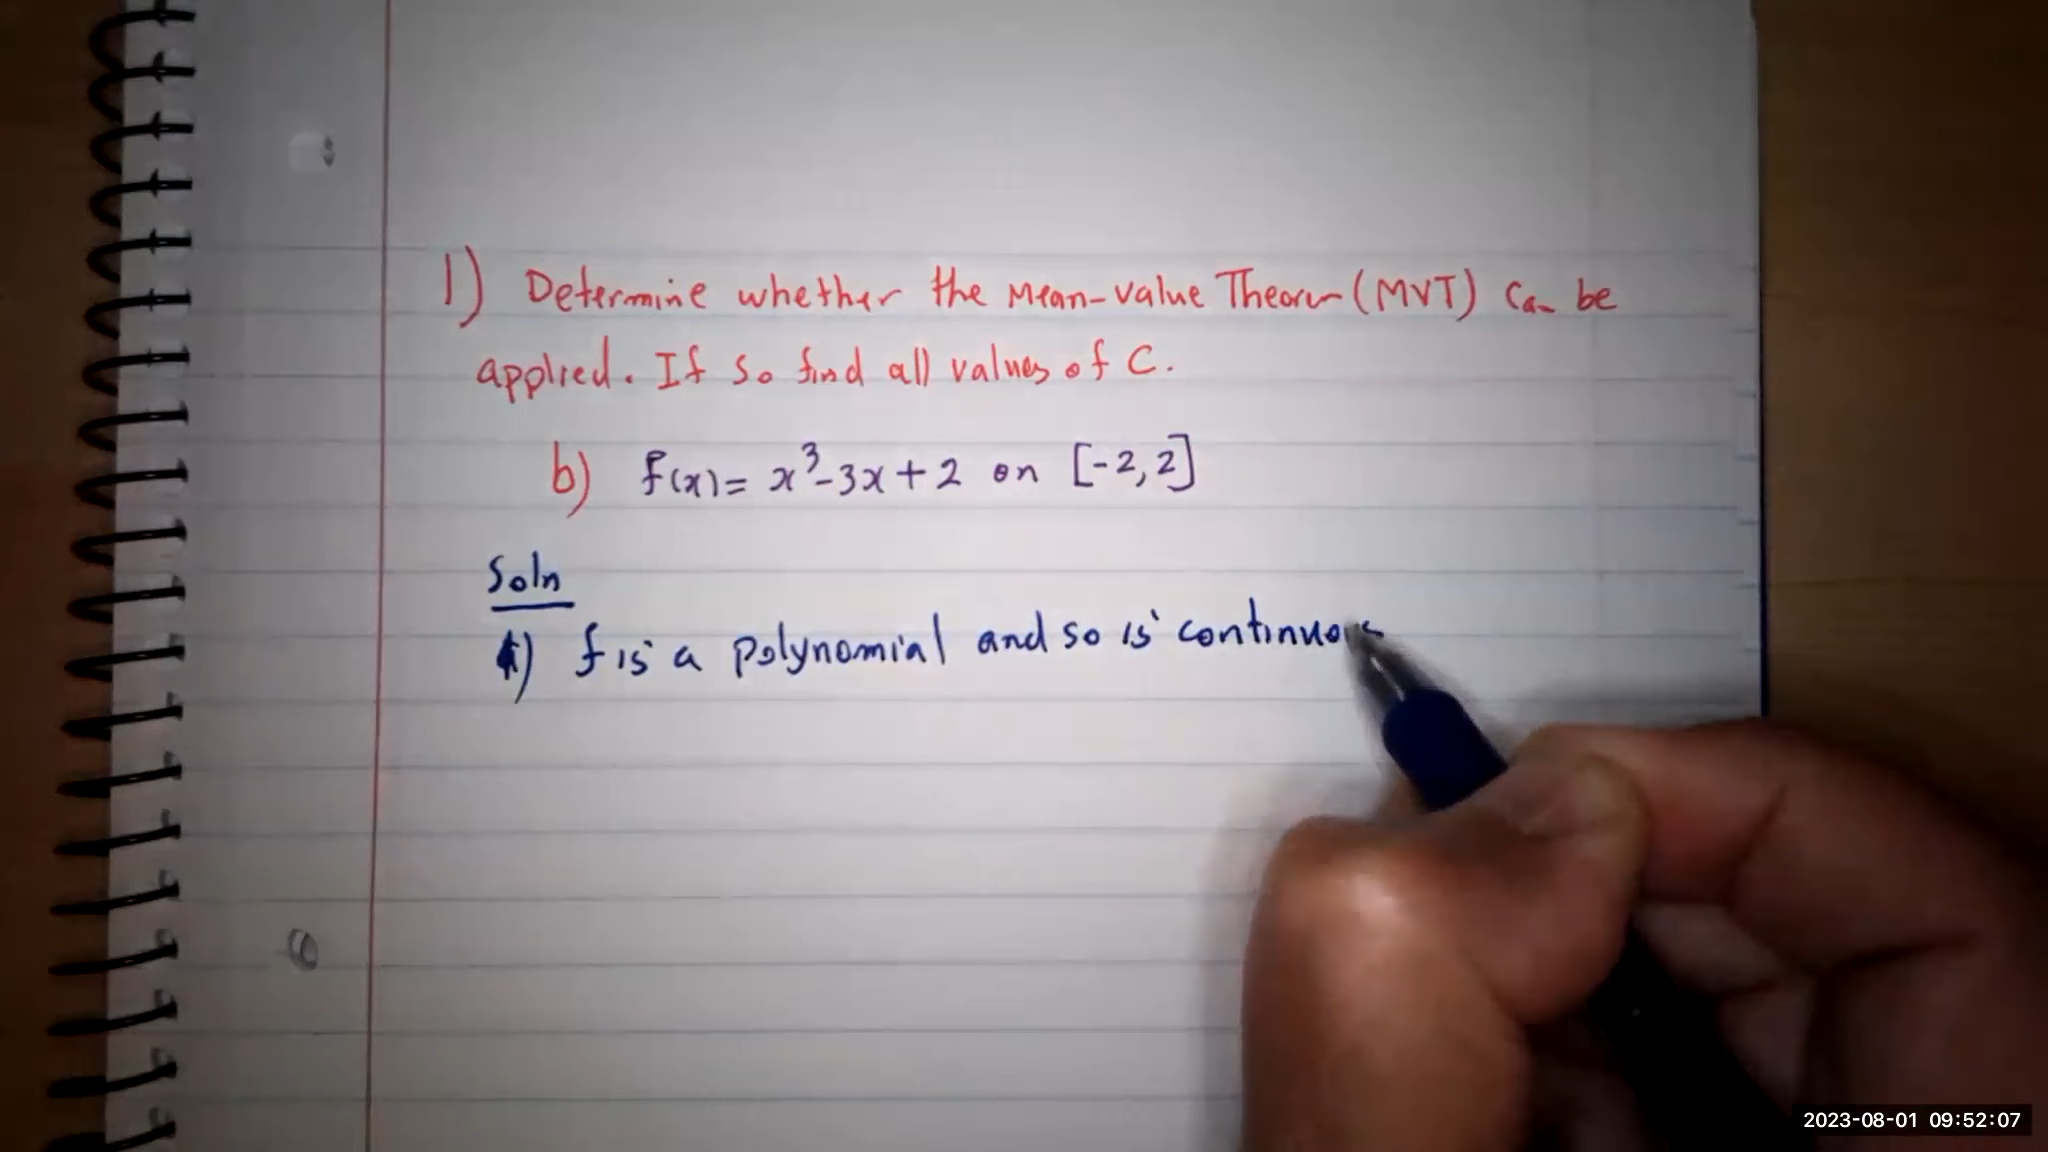 1) Determine whether the Mean-value Theorem (MVT) can be
applied. If so find all values of C.
b) f(x) = x³-3x+2 on [-2,2]
Soln
1) f is a polynomial and so is continuous
2023-08-01 09:52:07